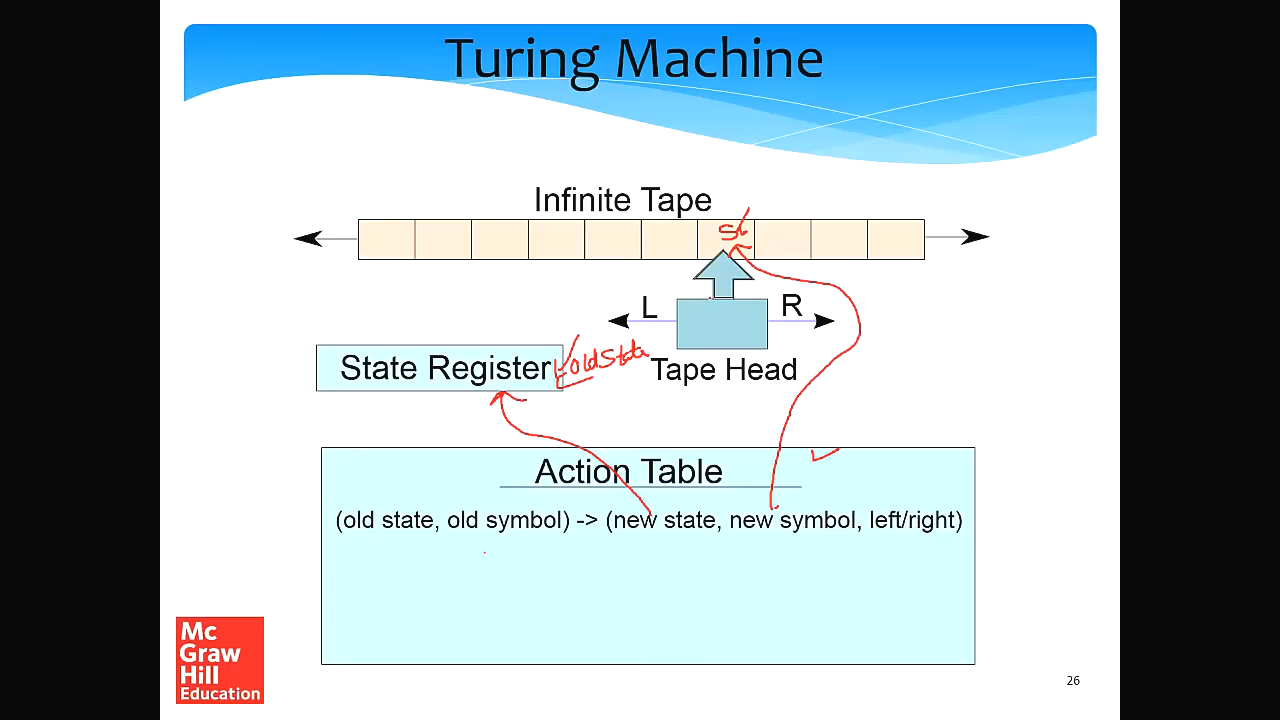 Turing Machine
Infinite Tape
L
R
State Register
old State
Tape Head
Action Table
(old state, old symbol) -> (new state, new symbol, left/right)
Mc
Graw
Hill
Education
26